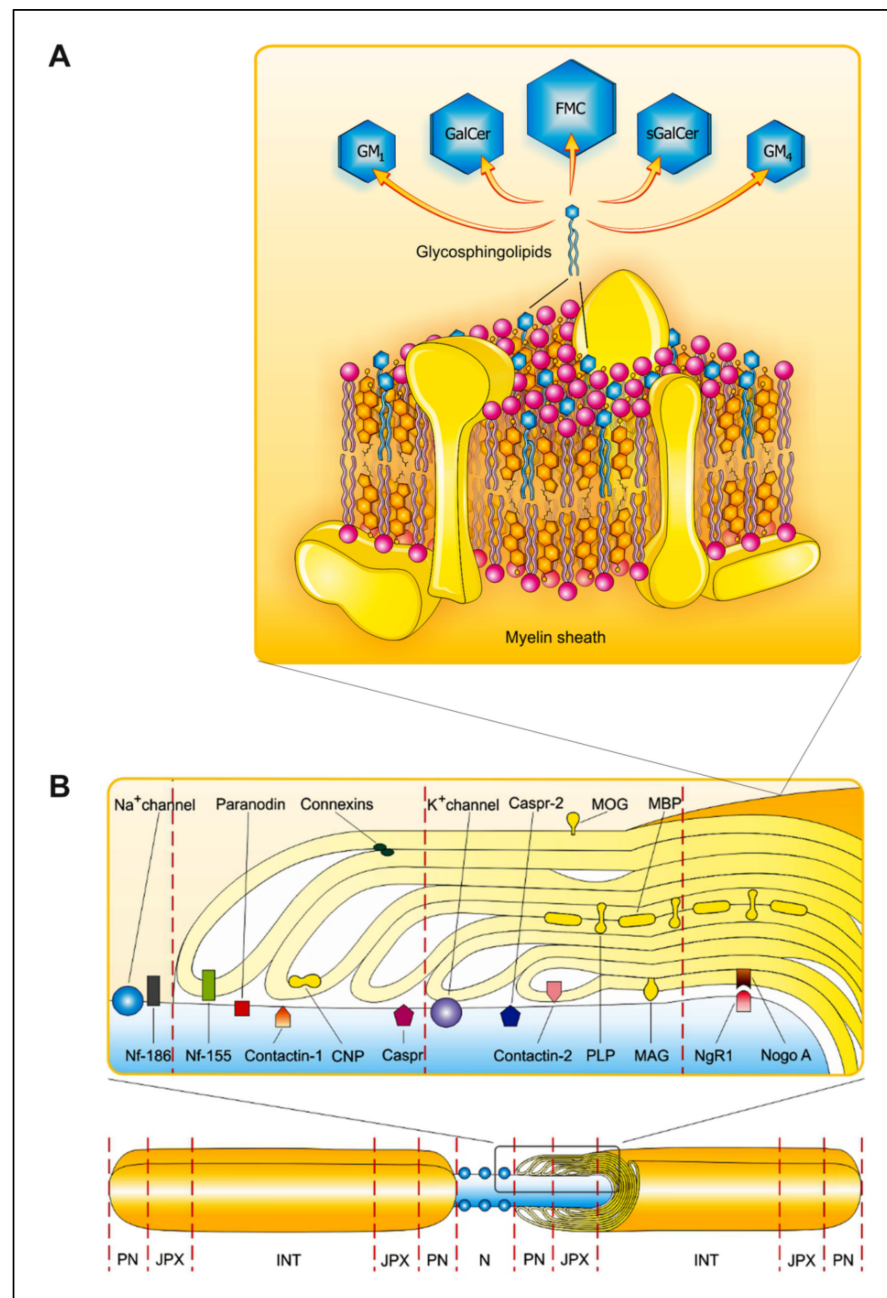 A
FMC
GalCer
sGalCer
GM1
GM4
Glycosphingolipids
Myelin sheath
B
Na+channel Paranodin Connexins K+channel Caspr-2 MOG MBP
Nf-186 Nf-155 Contactin-1 CNP Caspr Contactin-2 PLP MAG NgR1 Nogo A
PN JPX INT JPX PN N PN JPX INT JPX PN